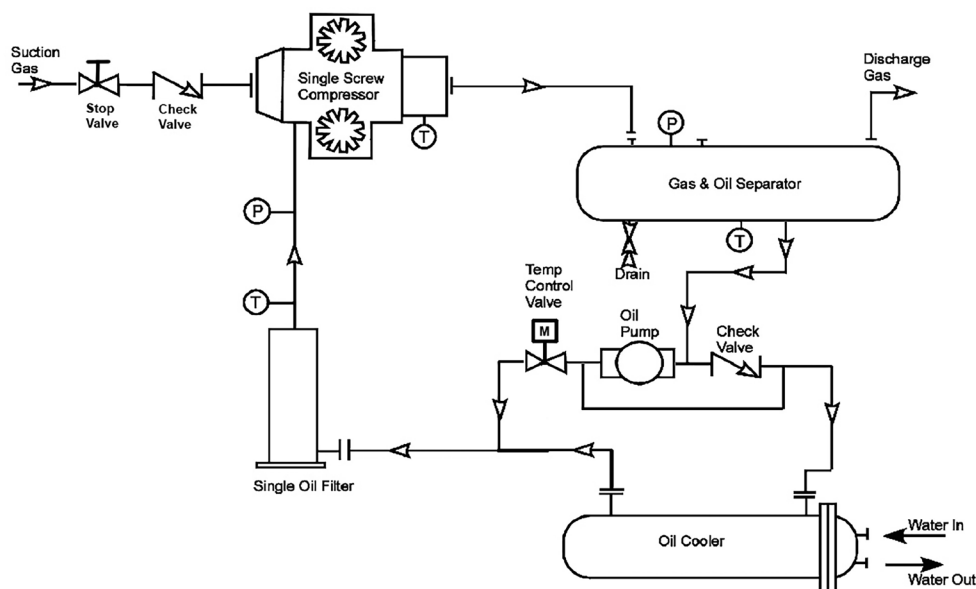 Suction
Gas
Stop
Valve
Check
Valve
Single Screw
Compressor
T
P
Discharge
Gas
Gas & Oil Separator
T
Drain
P
T
Temp
Control
Valve
M
Oil
Pump
Check
Valve
Single Oil Filter
Oil Cooler
Water In
Water Out